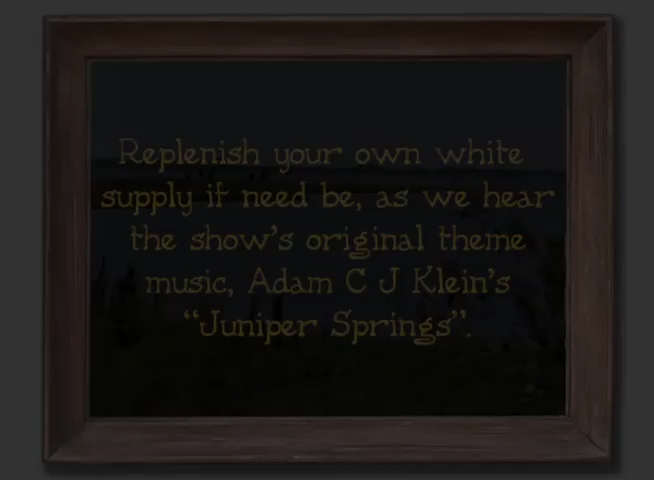 Replenish your own white
supply if need be, as we hear
the show's original theme
music, Adam C J Klein's
“Juniper Springs”.